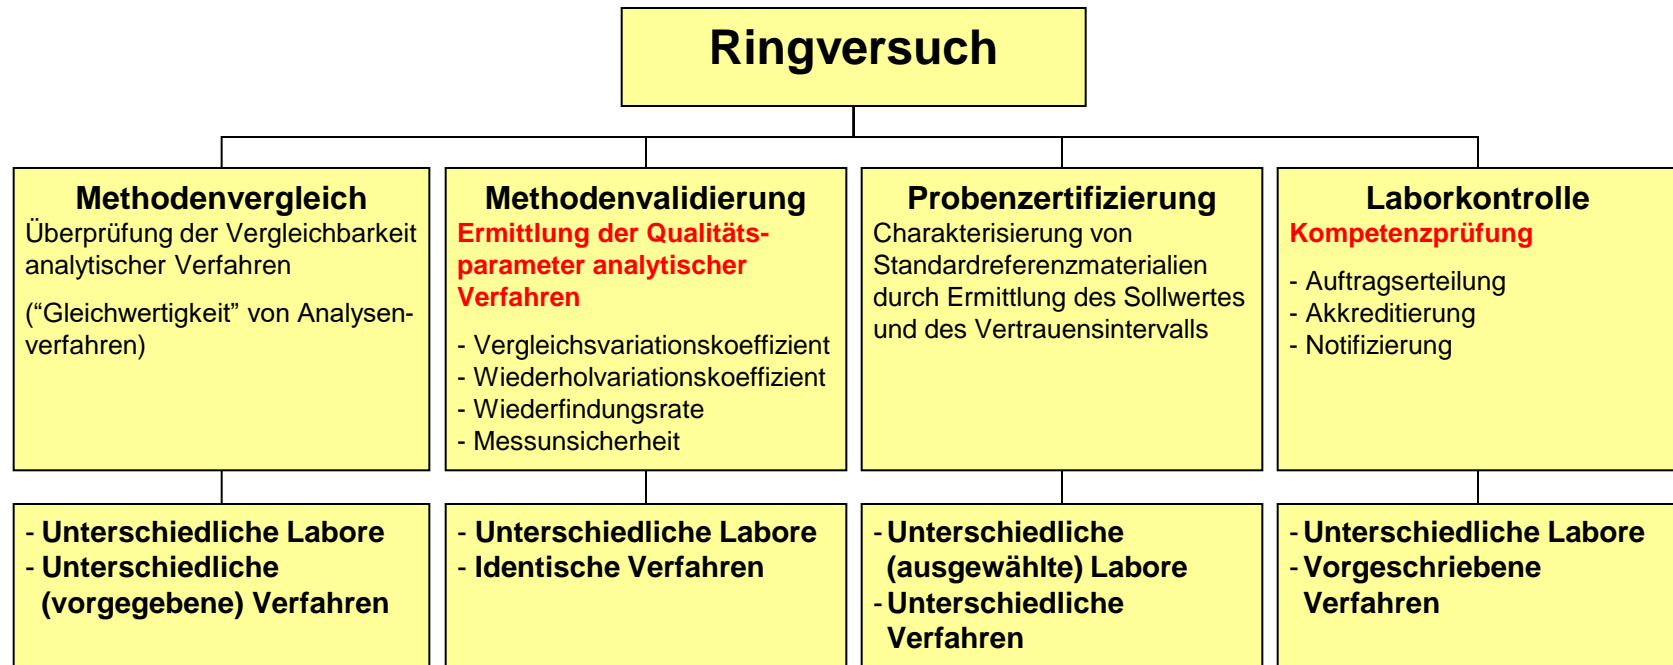 Ringversuch
Methodenvergleich
Überprüfung der Vergleichbarkeit
analytischer Verfahren
(“Gleichwertigkeit” von Analysen-
verfahren)
Methodenvalidierung
Ermittlung der Qualitäts-
parameter analytischer
Verfahren
- Vergleichsvariationskoeffizient
- Wiederholvariationskoeffizient
- Wiederfindungsrate
- Messunsicherheit
Probenzertifizierung
Charakterisierung von
Standardreferenzmaterialien
durch Ermittlung des Sollwertes
und des Vertrauensintervalls
Laborkontrolle
Kompetenzprüfung
- Auftragserteilung
- Akkreditierung
- Notifizierung
- Unterschiedliche Labore
- Unterschiedliche
(vorgegebene) Verfahren
- Unterschiedliche Labore
- Identische Verfahren
- Unterschiedliche
(ausgewählte) Labore
- Unterschiedliche
Verfahren
- Unterschiedliche Labore
- Vorgeschriebene
Verfahren